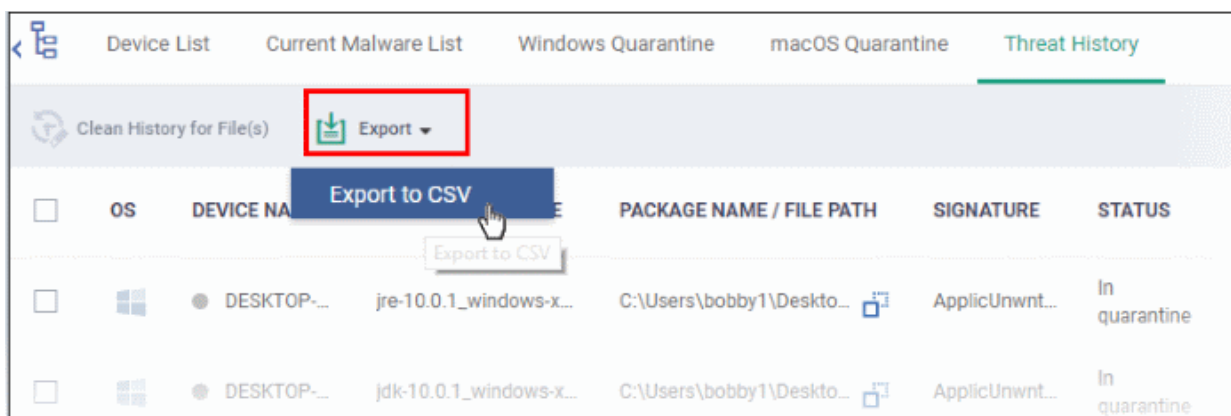 Device List Current Malware List Windows Quarantine macOS Quarantine Threat History
Clean History for File(s) Export
Export to CSV
OS DEVICE NA E PACKAGE NAME / FILE PATH SIGNATURE STATUS
Export to CSV
DESKTOP-... jre-10.0.1_windows-x... C:\Users\bobby1\Deskto... ApplicUnwnt... In
quarantine
DESKTOP-... jdk-10.0.1_windows-x... C:\Users\bobby1\Deskto... ApplicUnwnt... In
quarantine